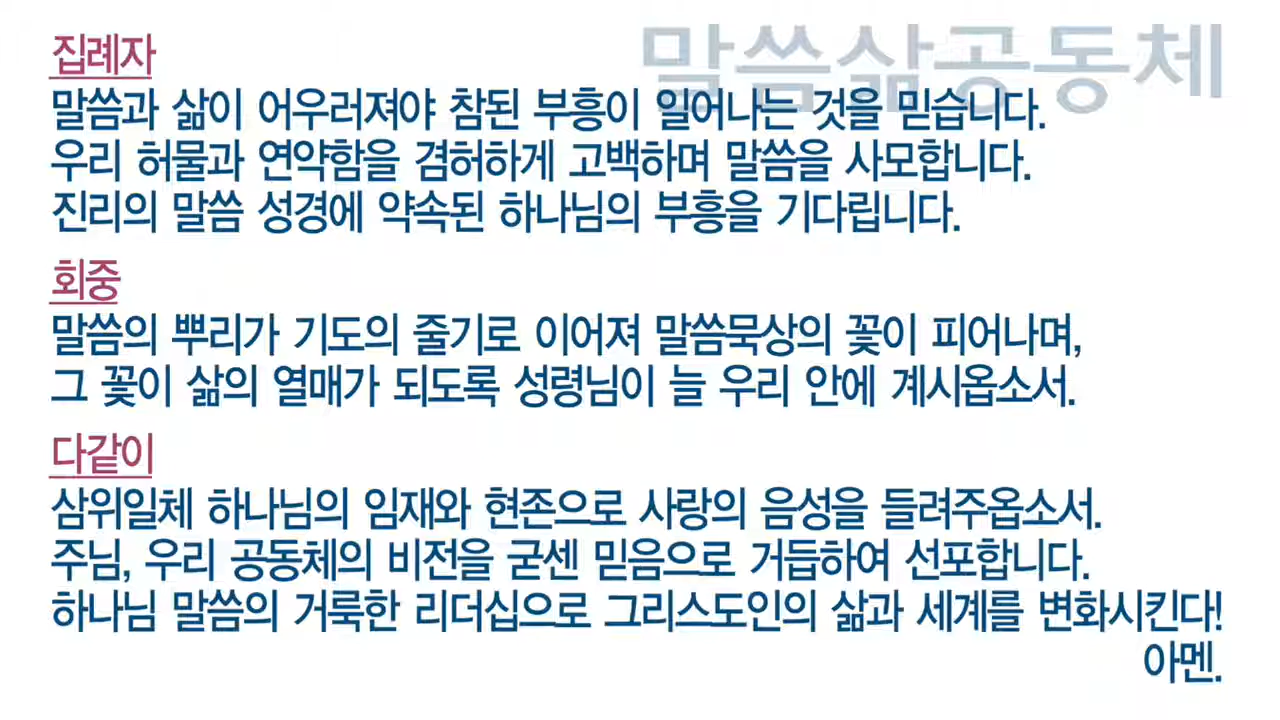 말씀삶공동체
집례자
말씀과 삶이 어우러져야 참된 부흥이 일어나는 것을 믿습니다.
우리 허물과 연약함을 겸허하게 고백하며 말씀을 사모합니다.
진리의 말씀 성경에 약속된 하나님의 부흥을 기다립니다.
회중
말씀의 뿌리가 기도의 줄기로 이어져 말씀묵상의 꽃이 피어나며,
그 꽃이 삶의 열매가 되도록 성령님이 늘 우리 안에 계시옵소서.
다같이
삼위일체 하나님의 임재와 현존으로 사랑의 음성을 들려주옵소서.
주님, 우리 공동체의 비전을 굳센 믿음으로 거듭하여 선포합니다.
하나님 말씀의 거룩한 리더십으로 그리스도인의 삶과 세계를 변화시킨다!
아멘.